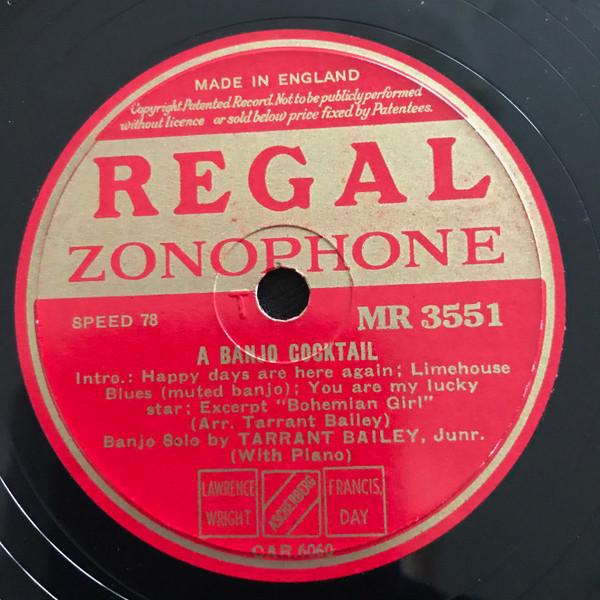 MADE IN ENGLAND
Copyright Patented Record. Not to be publicly performed
without licence or sold below price fixed by Patentees.
REGAL
ZONOPHONE
T
SPEED 78
MR 3551
A BANJO COCKTAIL
Intro.: Happy days are here again; Limehouse
Blues (muted banjo); You are my lucky
star; Excerpt "Bohemian Girl"
(Arr. Tarrant Bailey)
Banjo Solo by TARRANT BAILEY, Junr.
(With Piano)
LAWRENCE
WRIGHT
ASCHERBERG
FRANCIS,
DAY
CAR 6060